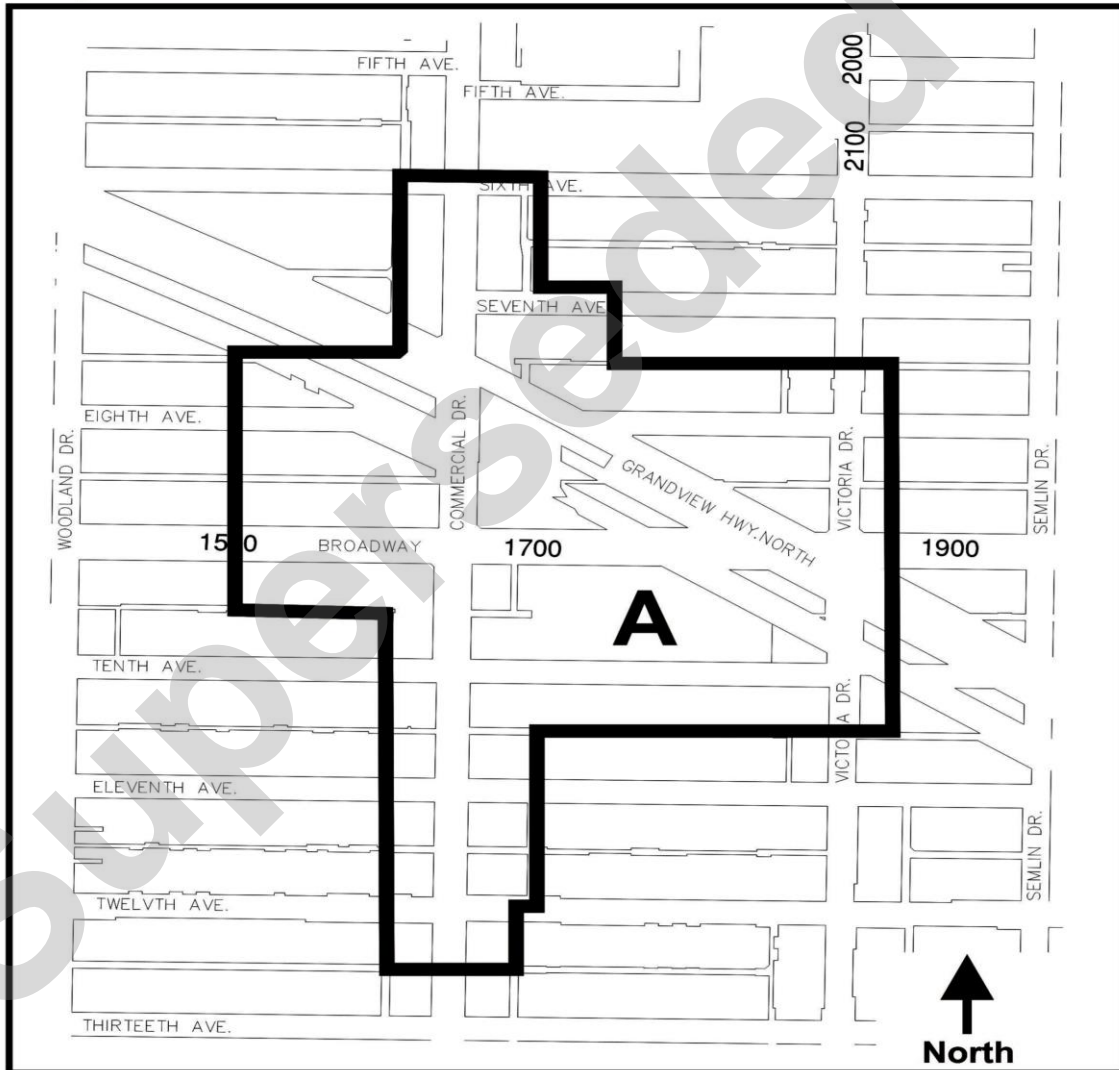 FIFTH AVE.
FIFTH AVE.
2000
2100
SIXTH AVE.
SEVENTH AVE
EIGHTH AVE.
WOODLAND DR.
COMMERCIAL DR.
GRANDVIEW HWY.NORTH
VICTORIA DR.
SEMLIN DR.
1500
BROADWAY
1700
1900
A
TENTH AVE.
VICTORIA DR.
ELEVENTH AVE.
SEMLIN DR.
TWELVTH AVE.
THIRTEETH AVE.
North
Superseded